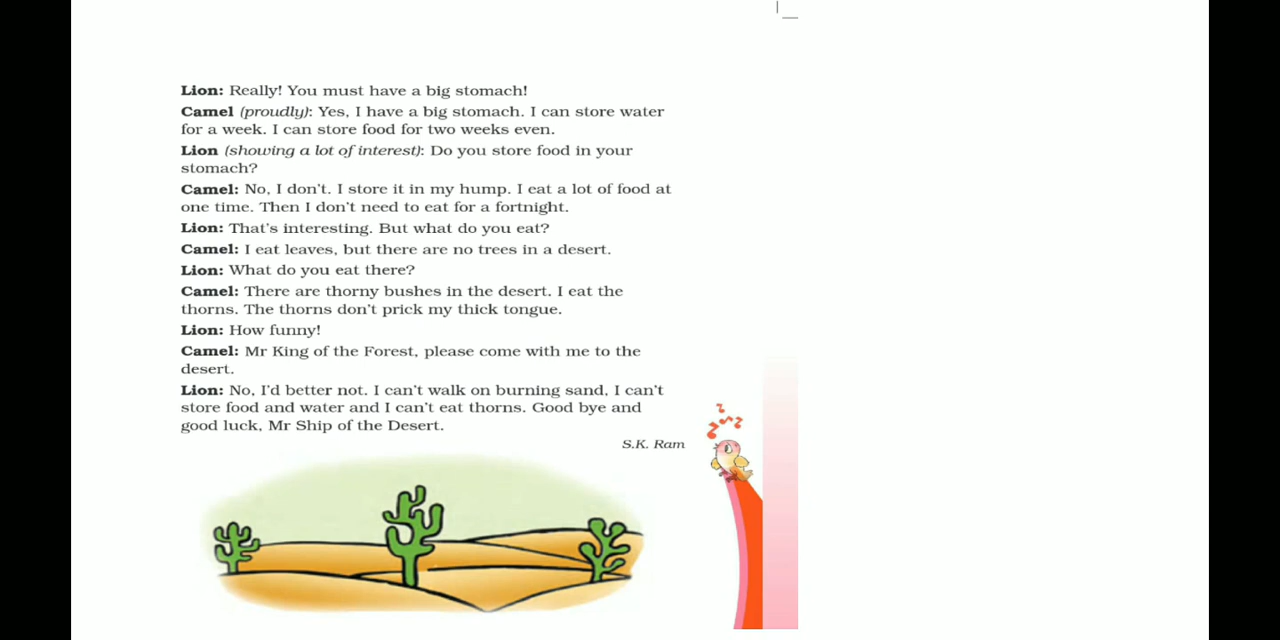 Lion: Really! You must have a big stomach!
Camel (proudly): Yes, I have a big stomach. I can store water
for a week. I can store food for two weeks even.
Lion (showing a lot of interest): Do you store food in your
stomach?
Camel: No, I don't. I store it in my hump. I eat a lot of food at
one time. Then I don't need to eat for a fortnight.
Lion: That's interesting. But what do you eat?
Camel: I eat leaves, but there are no trees in a desert.
Lion: What do you eat there?
Camel: There are thorny bushes in the desert. I eat the
thorns. The thorns don't prick my thick tongue.
Lion: How funny!
Camel: Mr King of the Forest, please come with me to the
desert.
Lion: No, I'd better not. I can't walk on burning sand, I can't
store food and water and I can't eat thorns. Good bye and
good luck, Mr Ship of the Desert.
S.K. Ram